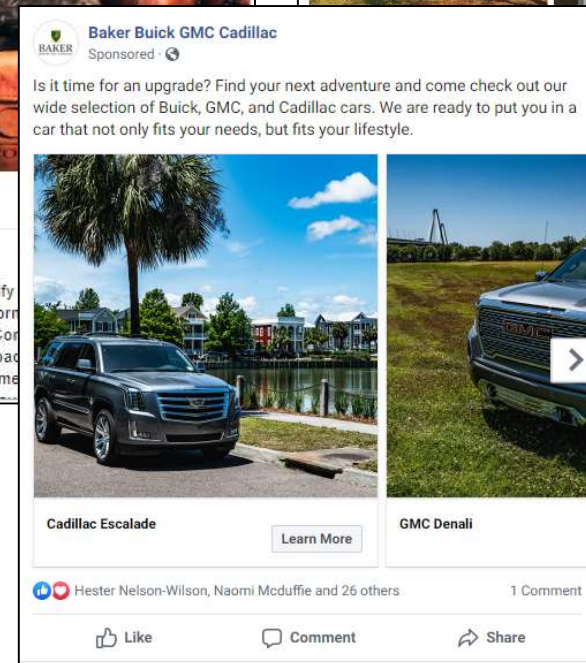 Baker Buick GMC Cadillac
BAKER
Sponsored ·
Is it time for an upgrade? Find your next adventure and come check out our
wide selection of Buick, GMC, and Cadillac cars. We are ready to put you in a
car that not only fits your needs, but fits your lifestyle.
GMC
Cadillac Escalade
Learn More
GMC Denali
Hester Nelson-Wilson, Naomi Mcduffie and 26 others
1 Comment
Like
Comment
Share